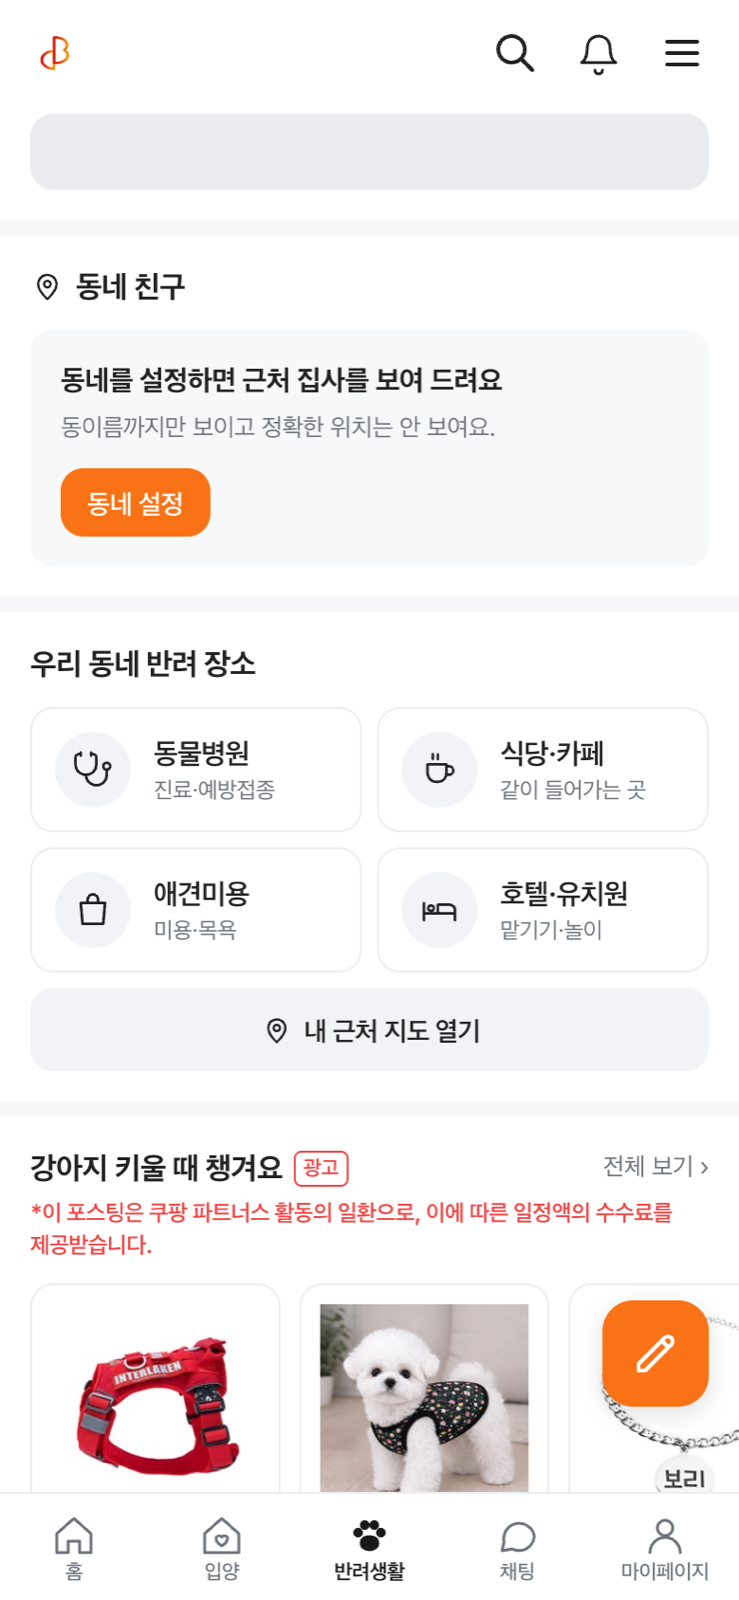 동네 친구
동네를 설정하면 근처 집사를 보여 드려요
동이름까지만 보이고 정확한 위치는 안 보여요.
동네 설정
우리 동네 반려 장소
동물병원
진료·예방접종
식당·카페
같이 들어가는 곳
애견미용
미용·목욕
호텔·유치원
맡기기·놀이
내 근처 지도 열기
강아지 키울 때 챙겨요 광고
전체 보기 ›
*이 포스팅은 쿠팡 파트너스 활동의 일환으로, 이에 따른 일정액의 수수료를
제공받습니다.
INTERLAKEN
보리
홈
입양
반려생활
채팅
마이페이지